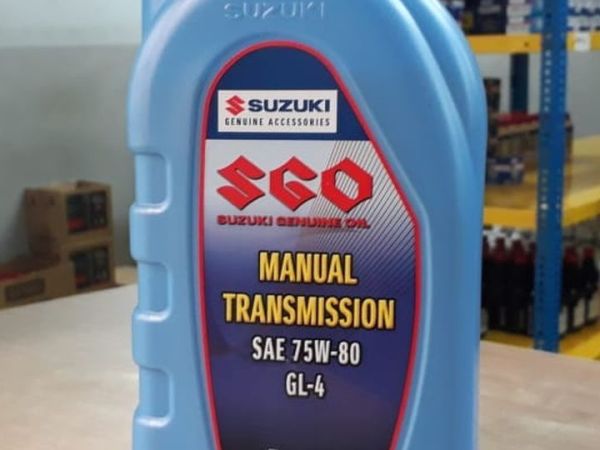 SUZUKI
SUZUKI
GENUINE ACCESSORIES
SGO
SUZUKI GENUINE OIL
MANUAL
TRANSMISSION
SAE 75W-80
GL-4